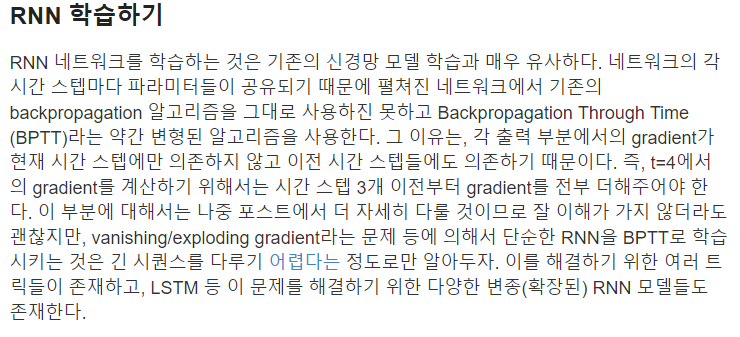 RNN 학습하기
RNN 네트워크를 학습하는 것은 기존의 신경망 모델 학습과 매우 유사하다. 네트워크의 각
시간 스텝마다 파라미터들이 공유되기 때문에 펼쳐진 네트워크에서 기존의
backpropagation 알고리즘을 그대로 사용하진 못하고 Backpropagation Through Time
(BPTT)라는 약간 변형된 알고리즘을 사용한다. 그 이유는, 각 출력 부분에서의 gradient가
현재 시간 스텝에만 의존하지 않고 이전 시간 스텝들에도 의존하기 때문이다. 즉, t=4에서
의 gradient를 계산하기 위해서는 시간 스텝 3개 이전부터 gradient를 전부 더해주어야 한
다. 이 부분에 대해서는 나중 포스트에서 더 자세히 다룰 것이므로 잘 이해가 가지 않더라도
괜찮지만, vanishing/exploding gradient라는 문제 등에 의해서 단순한 RNN을 BPTT로 학습
시키는 것은 긴 시퀀스를 다루기 어렵다는 정도로만 알아두자. 이를 해결하기 위한 여러 트
릭들이 존재하고, LSTM 등 이 문제를 해결하기 위한 다양한 변종(확장된) RNN 모델들도
존재한다.